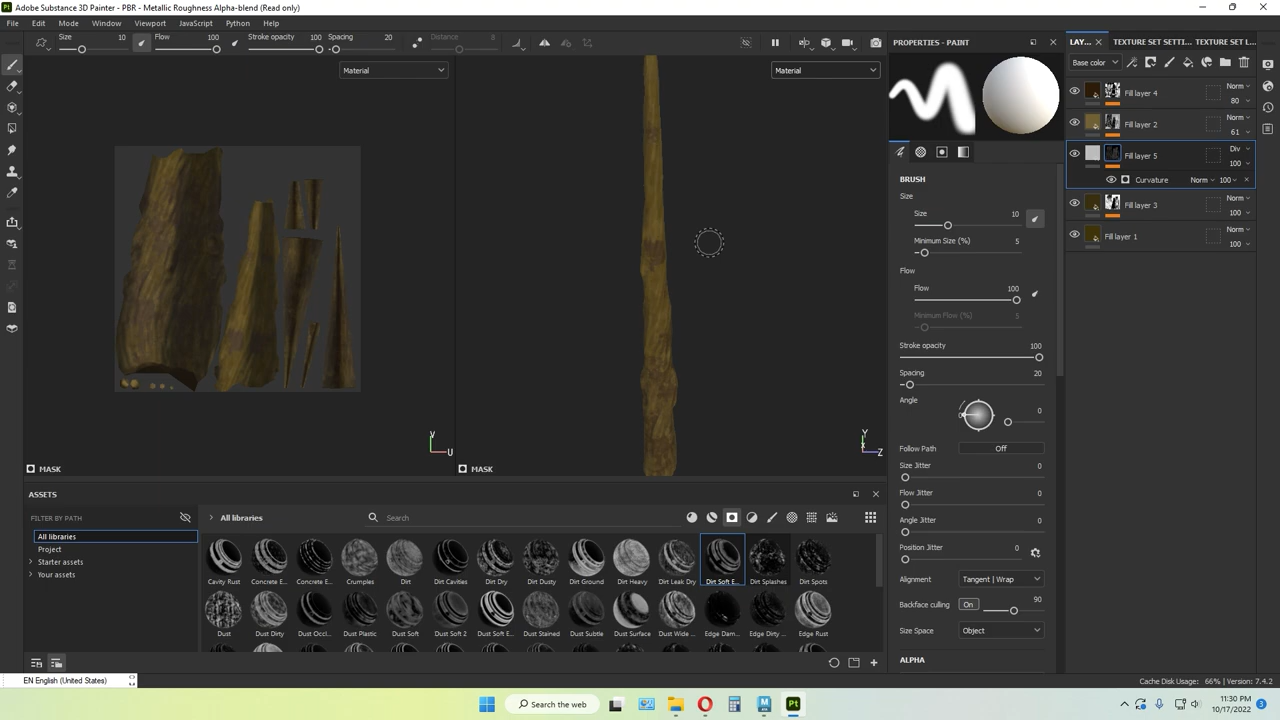 Adobe Substance 3D Painter - PBR - Metallic Roughness Alpha-blend (Read only)
File Edit Mode Window Viewport JavaScript Python Help
Size 10 Flow 100 Stroke opacity 100 Spacing 20 Distance 8
Material
Material
V
U
Y
X
Z
MASK
MASK
PROPERTIES - PAINT
BRUSH
Size
Size 10
Minimum Size (%) 5
Flow
Flow 100
Minimum Flow (%) 5
Stroke opacity 100
Spacing 20
Angle 0
Follow Path Off
Size Jitter 0
Flow Jitter 0
Angle Jitter 0
Position Jitter 0
Alignment Tangent | Wrap
Backface culling On 90
Size Space Object
ALPHA
LAY... TEXTURE SET SETTI... TEXTURE SET L...
Base color
Fill layer 4 Norm 80
Fill layer 2 Norm 61
Fill layer 5 Div 100
Curvature Norm 100
Fill layer 3 Norm 100
Fill layer 1 Norm 100
ASSETS
FILTER BY PATH
All libraries
Project
Starter assets
Your assets
All libraries Search
Cavity Rust Concrete E... Concrete E... Crumples Dirt Dirt Cavities Dirt Dry Dirt Dusty Dirt Ground Dirt Heavy Dirt Leak Dry Dirt Soft E... Dirt Splashes Dirt Spots
Dust Dust Dirty Dust Occl... Dust Plastic Dust Soft Dust Soft 2 Dust Soft E... Dust Stained Dust Subtle Dust Surface Dust Wide ... Edge Dam... Edge Dirty ... Edge Rust
EN English (United States)
Cache Disk Usage: 66% | Version: 7.4.2
Search the web
11:30 PM
10/17/2022